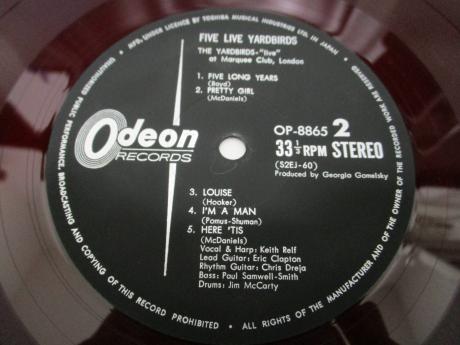 MFD. UNDER LICENCE BY TOSHIBA MUSICAL INDUSTRIES LTD. IN JAPAN •
ALL RIGHTS OF THE MANUFACTURER AND OF THE OWNER OF THE RECORDED WORK ARE RESERVED
UNAUTHORISED PUBLIC PERFORMANCE, BROADCASTING AND COPYING OF THIS RECORD PROHIBITED •
FIVE LIVE YARDBIRDS
THE YARDBIRDS-"live"
at Marquee Club, London
1. FIVE LONG YEARS
(Boyd)
2. PRETTY GIRL
(McDaniels)
Odeon
RECORDS
OP-8865 2
33 1/3 RPM STEREO
(S2EJ-60)
Produced by Georgio Gomelsky
3. LOUISE
(Hooker)
4. I'M A MAN
(Pomus-Shuman)
5. HERE 'TIS
(McDaniels)
Vocal & Harp: Keith Relf
Lead Guitar: Eric Clapton
Rhythm Guitar: Chris Dreja
Bass: Paul Samwell-Smith
Drums: Jim McCarty